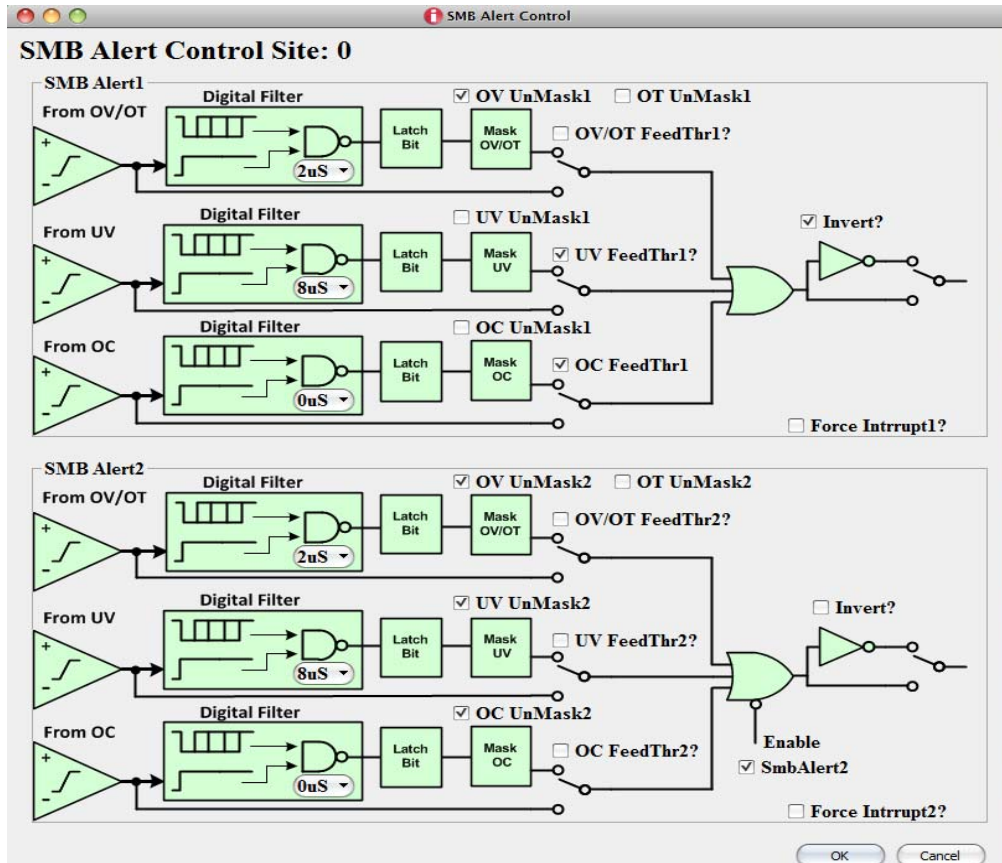 SMB Alert Control
SMB Alert Control Site: 0
SMB Alert1
From OV/OT
Digital Filter
2uS
Latch
Bit
Mask
OV/OT
OV UnMask1
OT UnMask1
OV/OT FeedThr1?
From UV
Digital Filter
8uS
Latch
Bit
Mask
UV
UV UnMask1
UV FeedThr1?
Invert?
From OC
Digital Filter
0uS
Latch
Bit
Mask
OC
OC UnMask1
OC FeedThr1
Force Intrrupt1?
SMB Alert2
From OV/OT
Digital Filter
2uS
Latch
Bit
Mask
OV/OT
OV UnMask2
OT UnMask2
OV/OT FeedThr2?
From UV
Digital Filter
8uS
Latch
Bit
Mask
UV
UV UnMask2
UV FeedThr2?
Invert?
From OC
Digital Filter
0uS
Latch
Bit
Mask
OC
OC UnMask2
OC FeedThr2?
Enable
SmbAlert2
Force Intrrupt2?
OK
Cancel